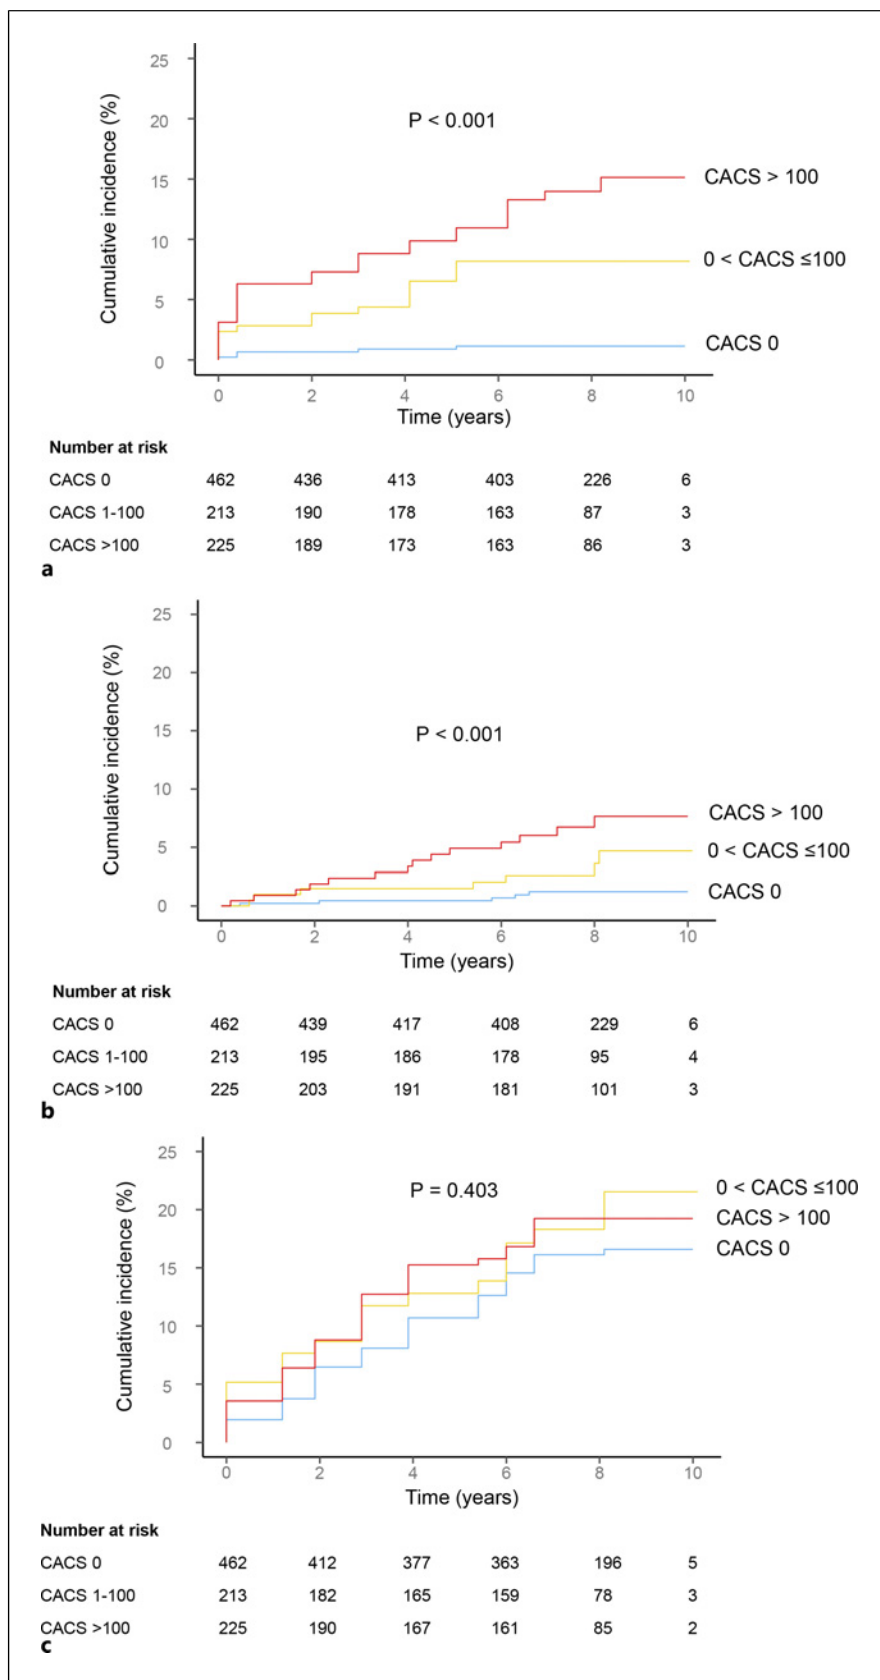 25
20
15
10
5
0
Cumulative incidence (%)
P < 0.001
CACS > 100
0 < CACS ≤100
CACS 0
0 2 4 6 8 10
Time (years)
Number at risk
CACS 0 462 436 413 403 226 6
CACS 1-100 213 190 178 163 87 3
CACS >100 225 189 173 163 86 3
a
25
20
15
10
5
0
Cumulative incidence (%)
P < 0.001
CACS > 100
0 < CACS ≤100
CACS 0
0 2 4 6 8 10
Time (years)
Number at risk
CACS 0 462 439 417 408 229 6
CACS 1-100 213 195 186 178 95 4
CACS >100 225 203 191 181 101 3
b
25
20
15
10
5
0
Cumulative incidence (%)
P = 0.403
0 < CACS ≤100
CACS > 100
CACS 0
0 2 4 6 8 10
Time (years)
Number at risk
CACS 0 462 412 377 363 196 5
CACS 1-100 213 182 165 159 78 3
CACS >100 225 190 167 161 85 2
c